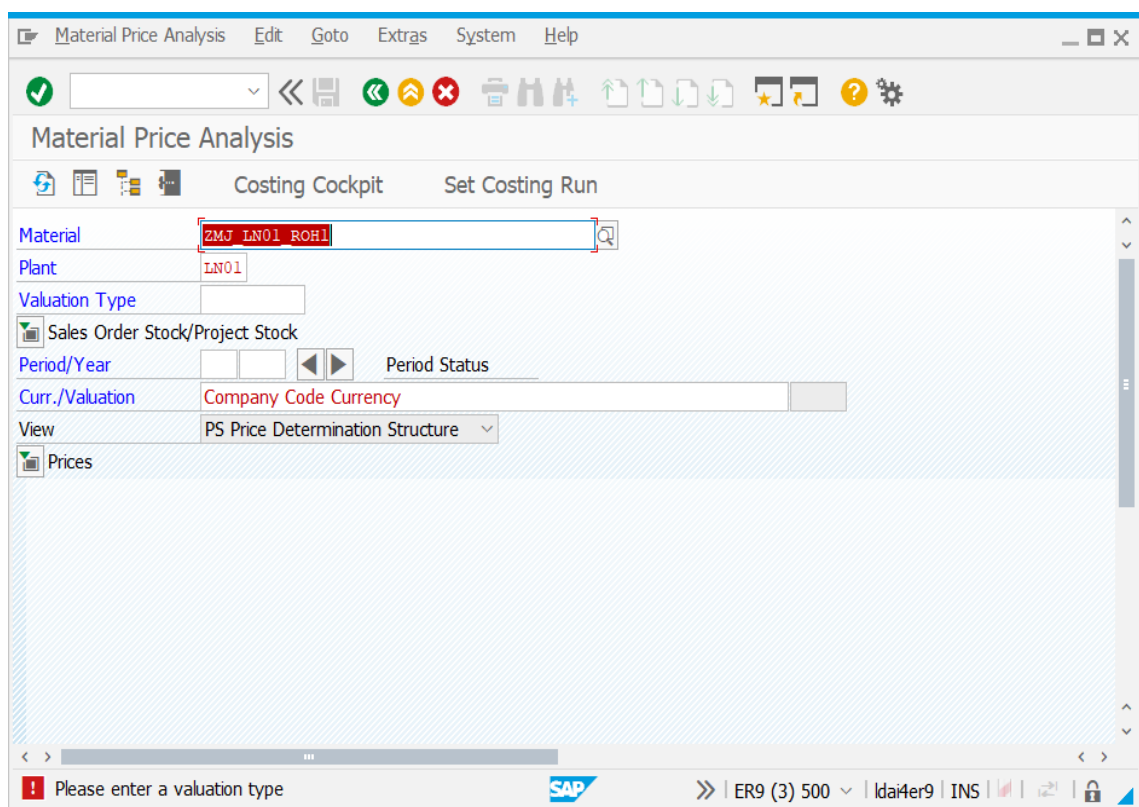 Material Price Analysis Edit Goto Extras System Help
Material Price Analysis
Costing Cockpit Set Costing Run
Material ZMJ_LN01_ROH1
Plant LN01
Valuation Type
Sales Order Stock/Project Stock
Period/Year Period Status
Curr./Valuation Company Code Currency
View PS Price Determination Structure
Prices
Please enter a valuation type SAP ER9 (3) 500 ldai4er9 INS